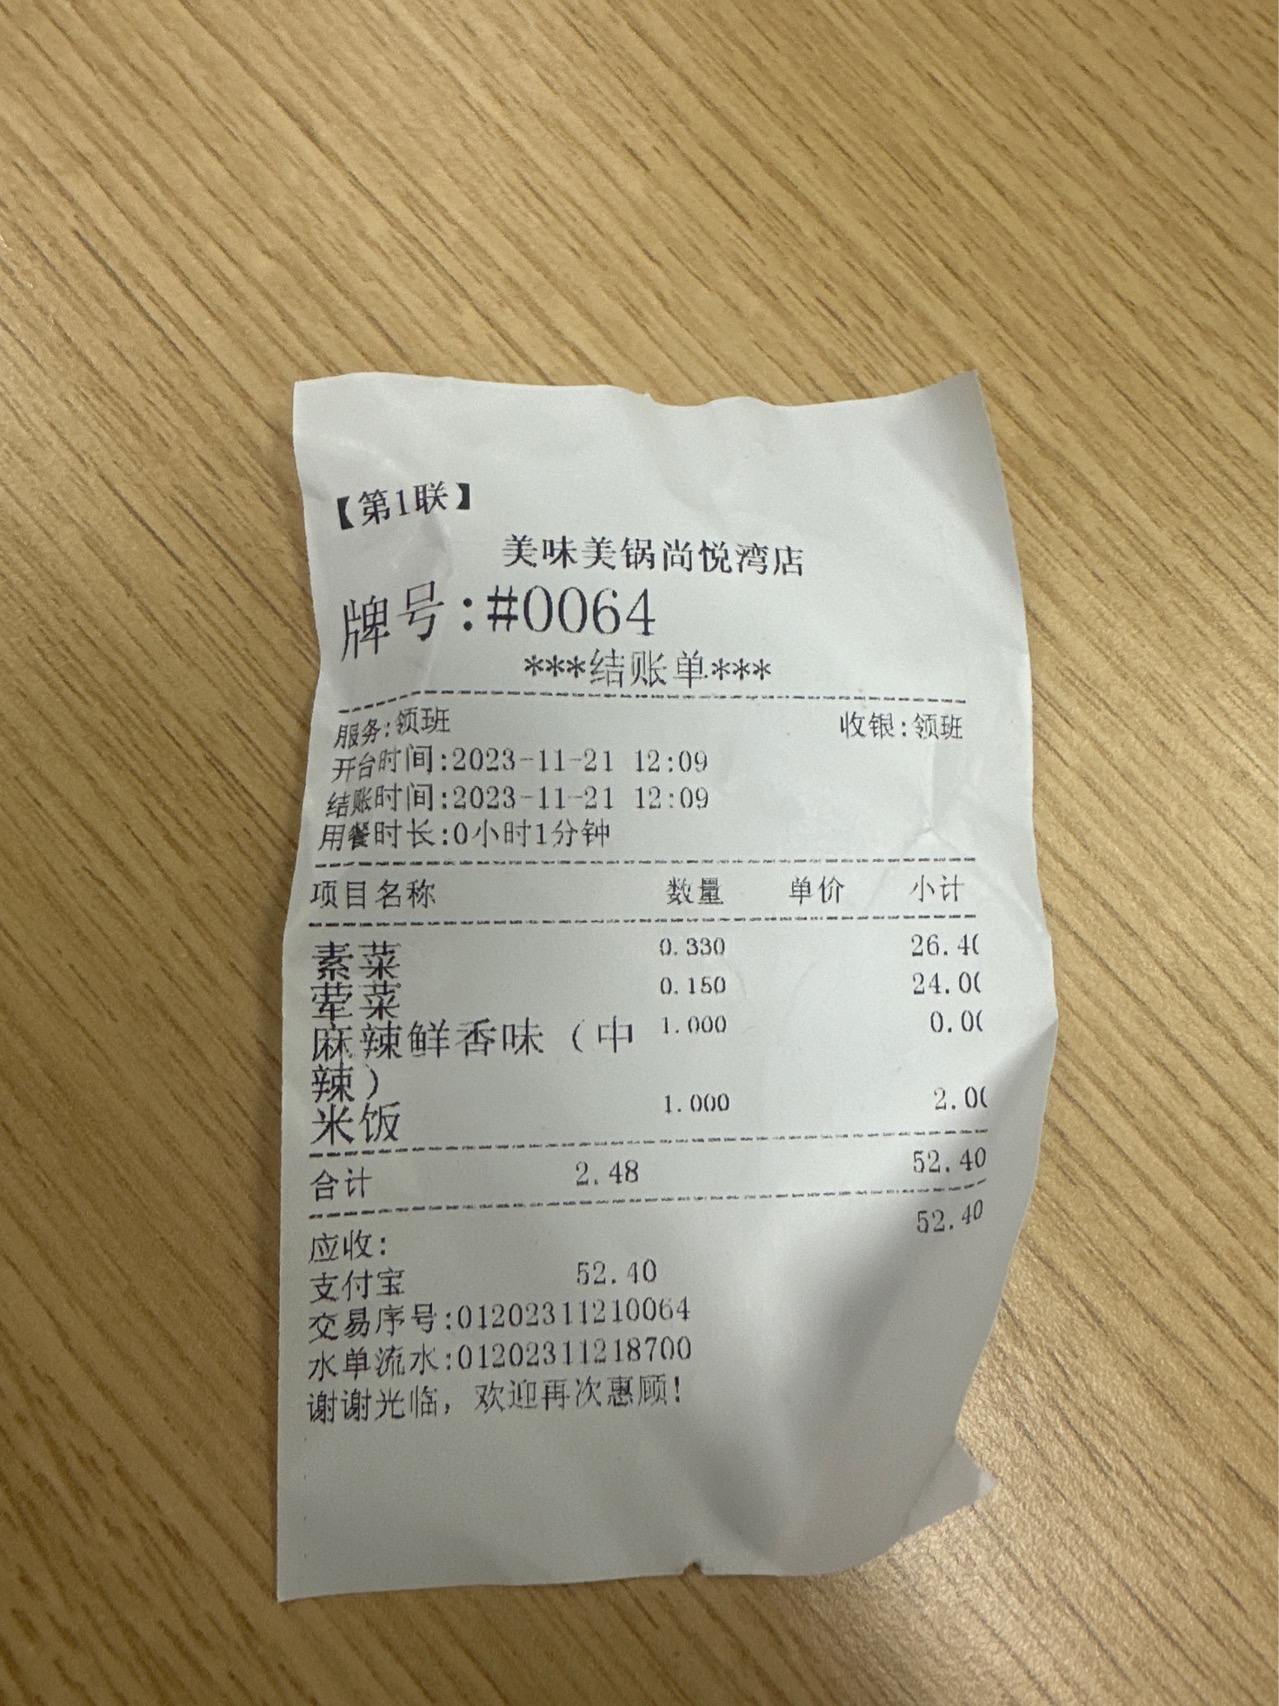 【第1联】
美味美锅尚悦湾店
牌号:#0064
***结账单***
服务:领班 收银:领班
开台时间:2023-11-21 12:09
结账时间:2023-11-21 12:09
用餐时长:0小时1分钟
项目名称 数量 单价 小计
素菜 0.330 26.40
荤菜 0.150 24.00
麻辣鲜香味（中 1.000 0.00
辣）
米饭 1.000 2.00
合计 2.48 52.40
应收: 52.40
支付宝 52.40
交易序号:01202311210064
水单流水:01202311218700
谢谢光临，欢迎再次惠顾!